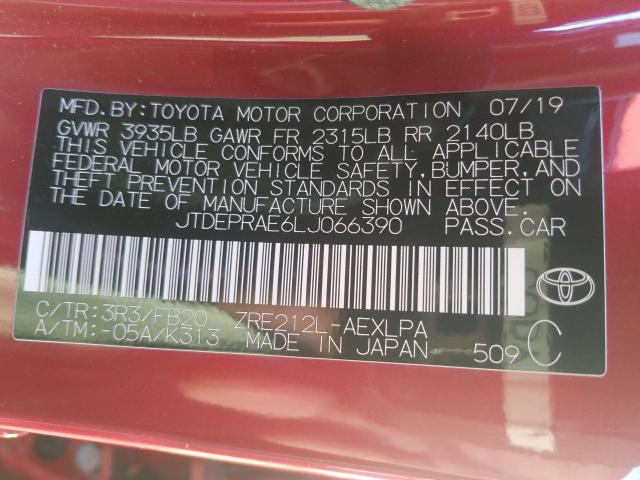 MFD.BY:TOYOTA MOTOR CORPORATION 07/19
GVWR 3935LB GAWR FR 2315LB RR 2140LB
THIS VEHICLE CONFORMS TO ALL APPLICABLE
FEDERAL MOTOR VEHICLE SAFETY,BUMPER,AND
THEFT PREVENTION STANDARDS IN EFFECT ON
THE DATE OF MANUFACTURE SHOWN ABOVE.
JTDEPRAE6LJ066390 PASS.CAR
C/TR:3R3/FB20 ZRE212L-AEXLPA
A/TM:-05A/K313 MADE IN JAPAN 509 C